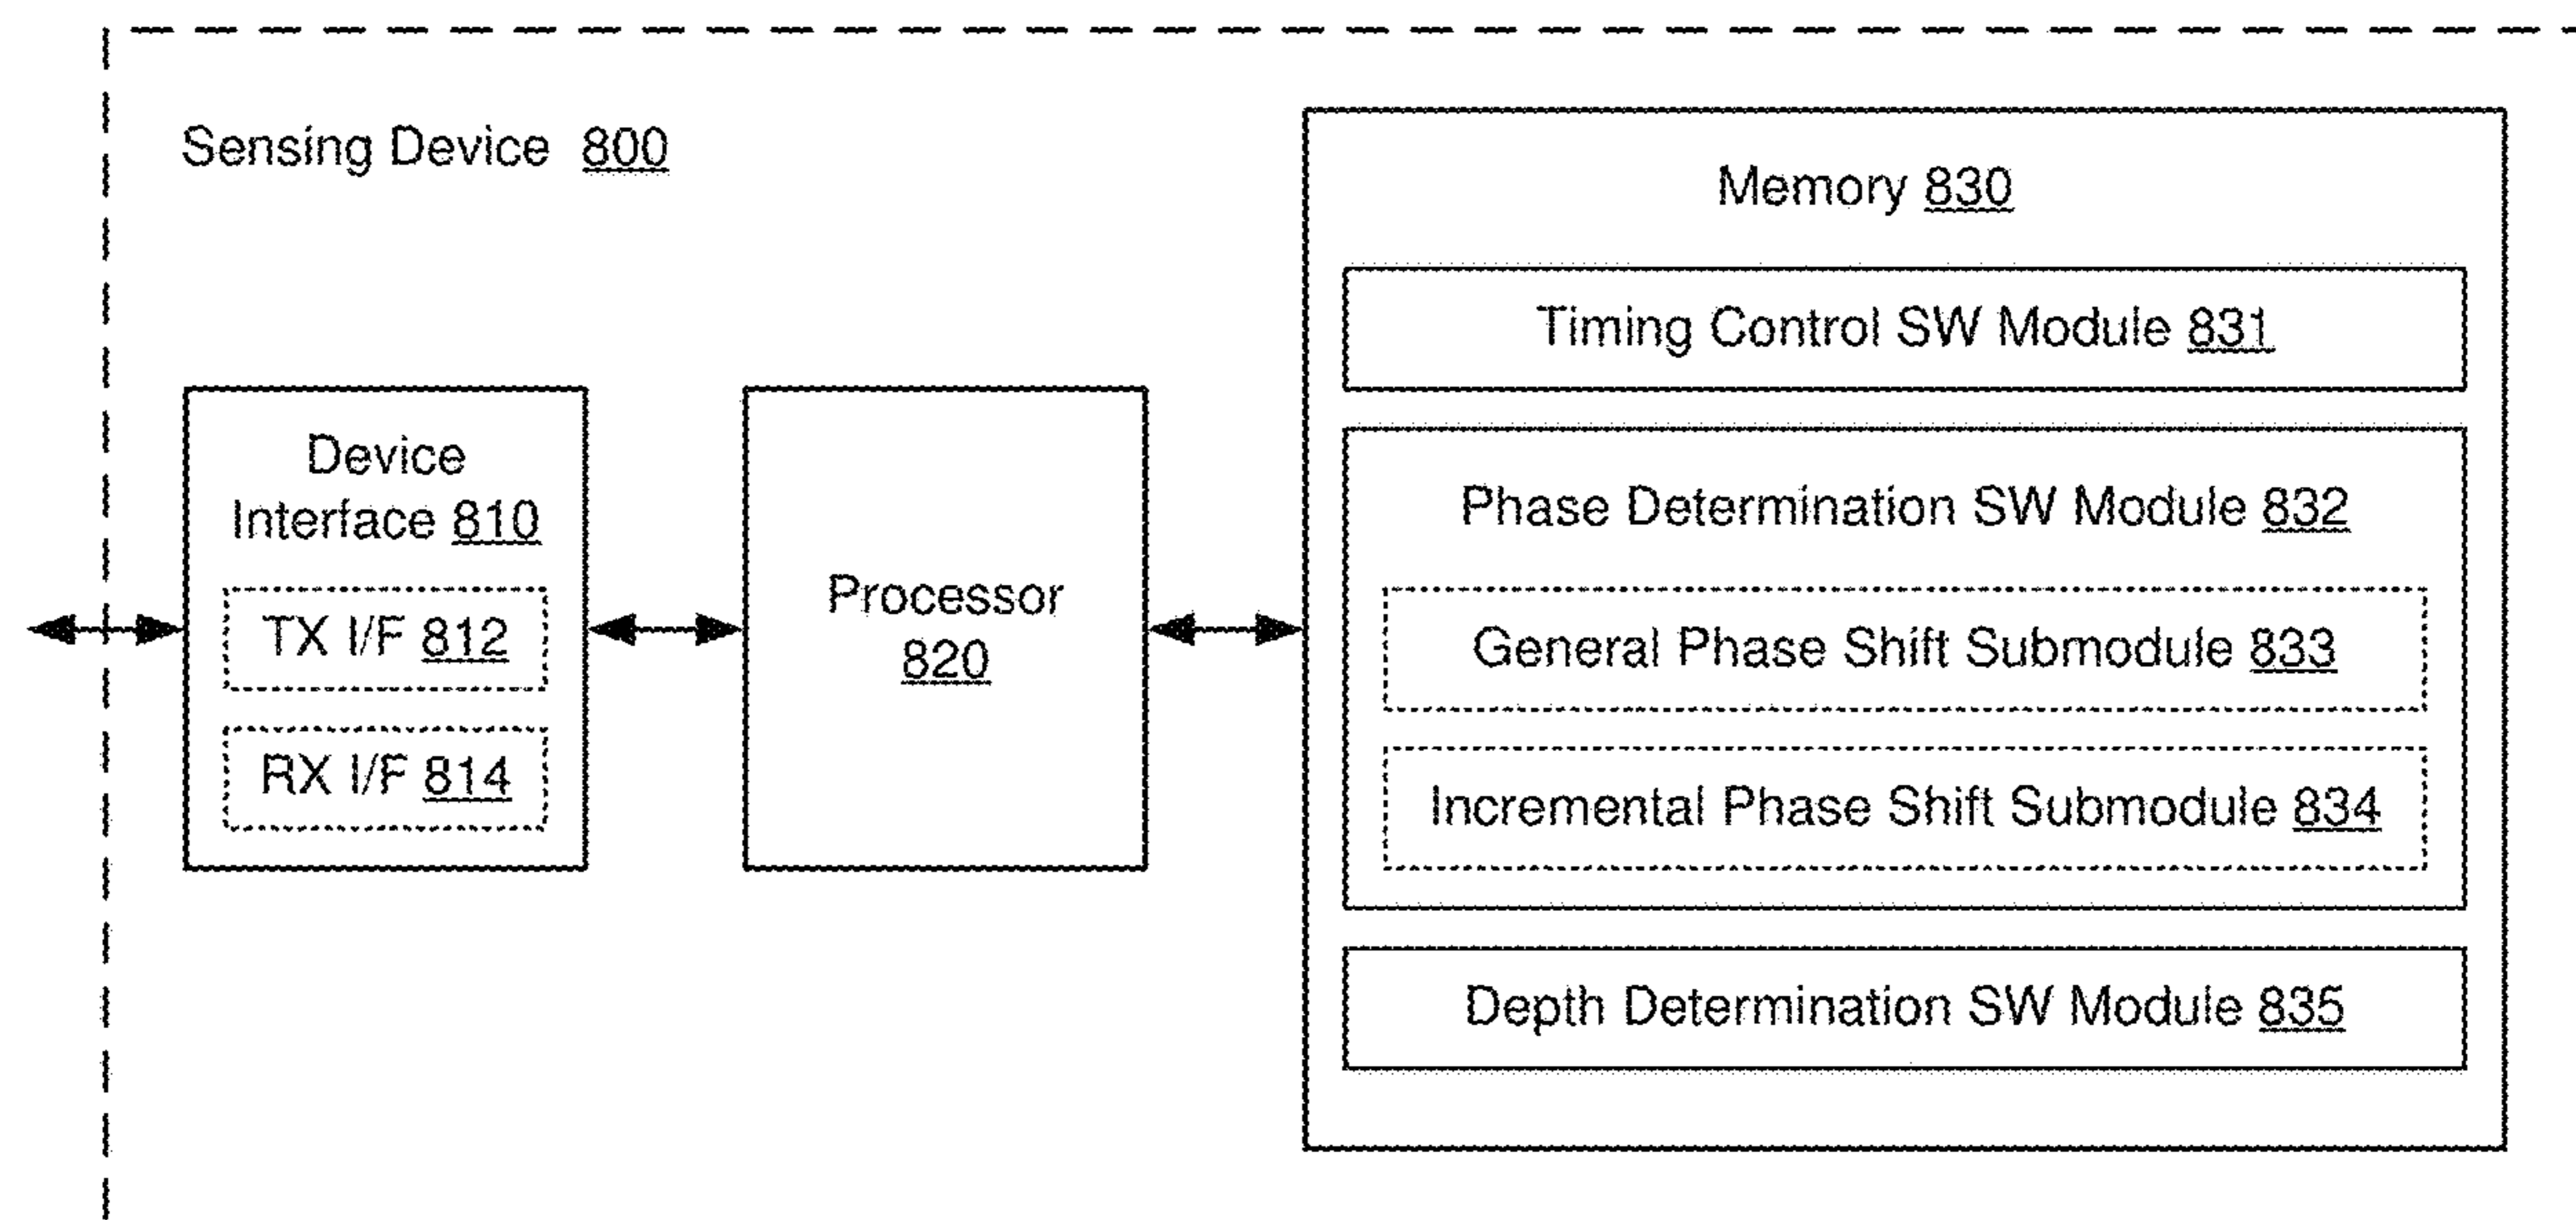 Sensing Device 800
Device
Interface 810
TX I/F 812
RX I/F 814
Processor
820
Memory 830
Timing Control SW Module 831
Phase Determination SW Module 832
General Phase Shift Submodule 833
Incremental Phase Shift Submodule 834
Depth Determination SW Module 835